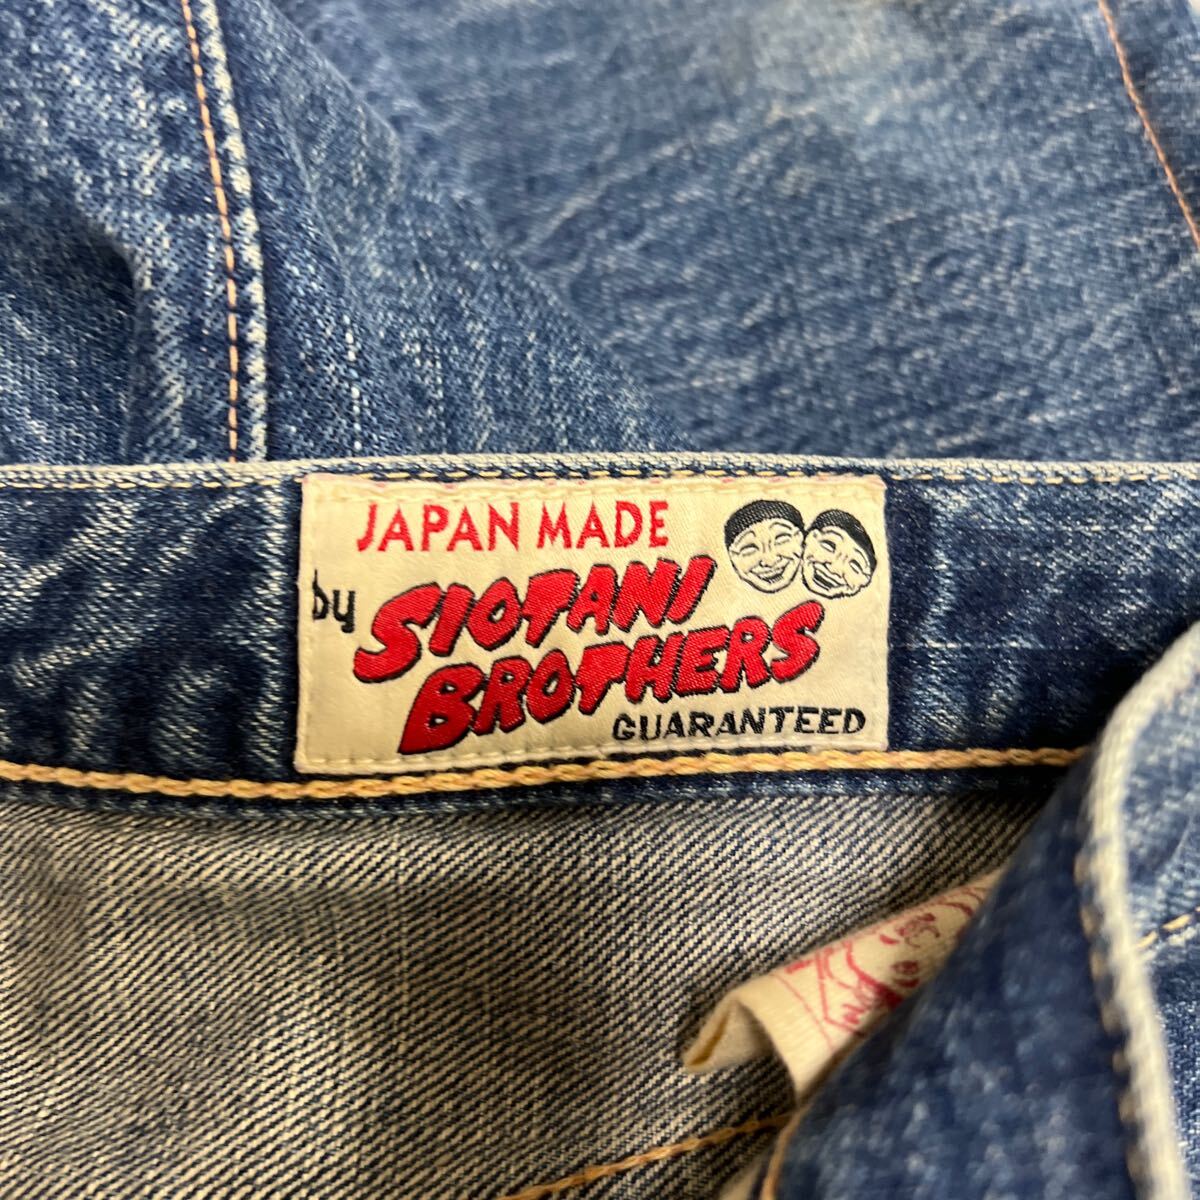 JAPAN MADE
by SIOTANI
BROTHERS
GUARANTEED